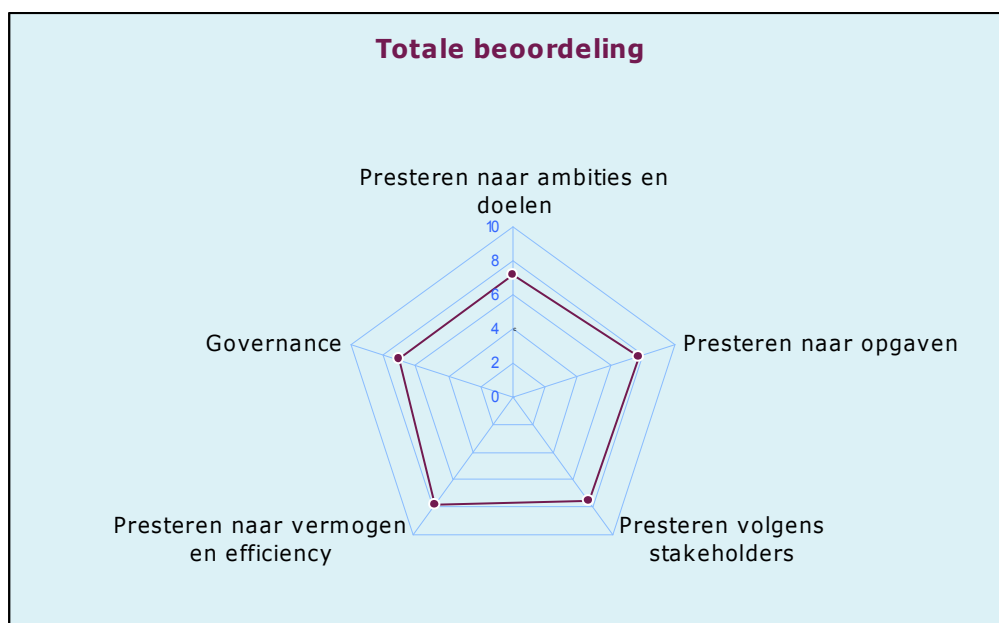 Totale beoordeling
Presteren naar ambities en
doelen
10
8
6
4
2
0
Governance
Presteren naar opgaven
Presteren naar vermogen
en efficiency
Presteren volgens
stakeholders